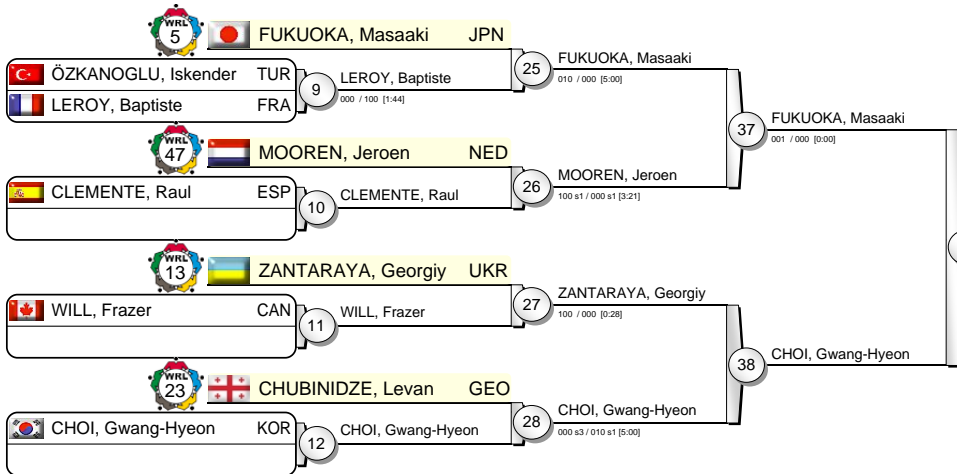 WRL
5
FUKUOKA, Masaaki JPN
ÖZKANOGLU, Iskender TUR
LEROY, Baptiste FRA
9
LEROY, Baptiste
000 / 100 [1:44]
25
FUKUOKA, Masaaki
010 / 000 [5:00]
WRL
47
MOOREN, Jeroen NED
CLEMENTE, Raul ESP
10
CLEMENTE, Raul
26
MOOREN, Jeroen
100 s1 / 000 s1 [3:21]
37
FUKUOKA, Masaaki
001 / 000 [0:00]
WRL
13
ZANTARAYA, Georgiy UKR
WILL, Frazer CAN
11
WILL, Frazer
27
ZANTARAYA, Georgiy
100 / 000 [0:28]
WRL
23
CHUBINIDZE, Levan GEO
CHOI, Gwang-Hyeon KOR
12
CHOI, Gwang-Hyeon
28
CHOI, Gwang-Hyeon
000 s3 / 010 s1 [5:00]
38
CHOI, Gwang-Hyeon